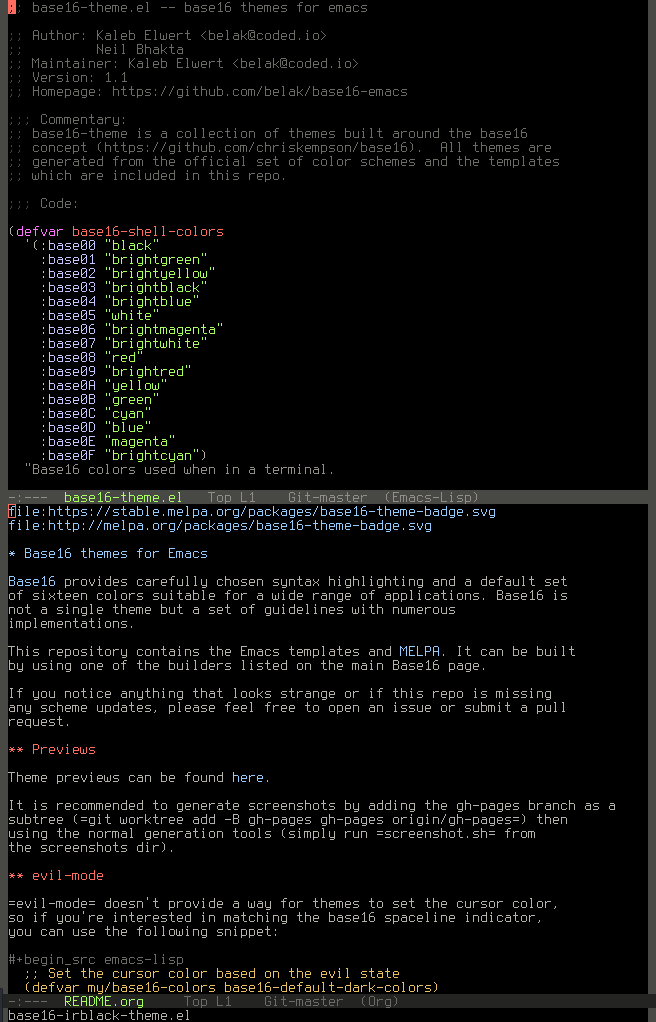 ;; base16-theme.el -- base16 themes for emacs

;; Author: Kaleb Elwert <belak@coded.io>
;;         Neil Bhakta
;; Maintainer: Kaleb Elwert <belak@coded.io>
;; Version: 1.1
;; Homepage: https://github.com/belak/base16-emacs

;;; Commentary:
;; base16-theme is a collection of themes built around the base16
;; concept (https://github.com/chriskempson/base16).  All themes are
;; generated from the official set of color schemes and the templates
;; which are included in this repo.

;;; Code:

(defvar base16-shell-colors
  '(:base00 "black"
    :base01 "brightgreen"
    :base02 "brightyellow"
    :base03 "brightblack"
    :base04 "brightblue"
    :base05 "white"
    :base06 "brightmagenta"
    :base07 "brightwhite"
    :base08 "red"
    :base09 "brightred"
    :base0A "yellow"
    :base0B "green"
    :base0C "cyan"
    :base0D "blue"
    :base0E "magenta"
    :base0F "brightcyan")
  "Base16 colors used when in a terminal.

-:---  base16-theme.el   Top L1    Git-master  (Emacs-Lisp)
file:https://stable.melpa.org/packages/base16-theme-badge.svg
file:http://melpa.org/packages/base16-theme-badge.svg

* Base16 themes for Emacs

Base16 provides carefully chosen syntax highlighting and a default set
of sixteen colors suitable for a wide range of applications. Base16 is
not a single theme but a set of guidelines with numerous
implementations.

This repository contains the Emacs templates and MELPA. It can be built
by using one of the builders listed on the main Base16 page.

If you notice anything that looks strange or if this repo is missing
any scheme updates, please feel free to open an issue or submit a pull
request.

** Previews

Theme previews can be found here.

It is recommended to generate screenshots by adding the gh-pages branch as a
subtree (=git worktree add -B gh-pages gh-pages origin/gh-pages=) then
using the normal generation tools (simply run =screenshot.sh= from
the screenshots dir).

** evil-mode

=evil-mode= doesn't provide a way for themes to set the cursor color,
so if you're interested in matching the base16 spaceline indicator,
you can use the following snippet:

#+begin_src emacs-lisp
  ;; Set the cursor color based on the evil state
  (defvar my/base16-colors base16-default-dark-colors)
-:---  README.org     Top L1    Git-master  (Org)
base16-irblack-theme.el